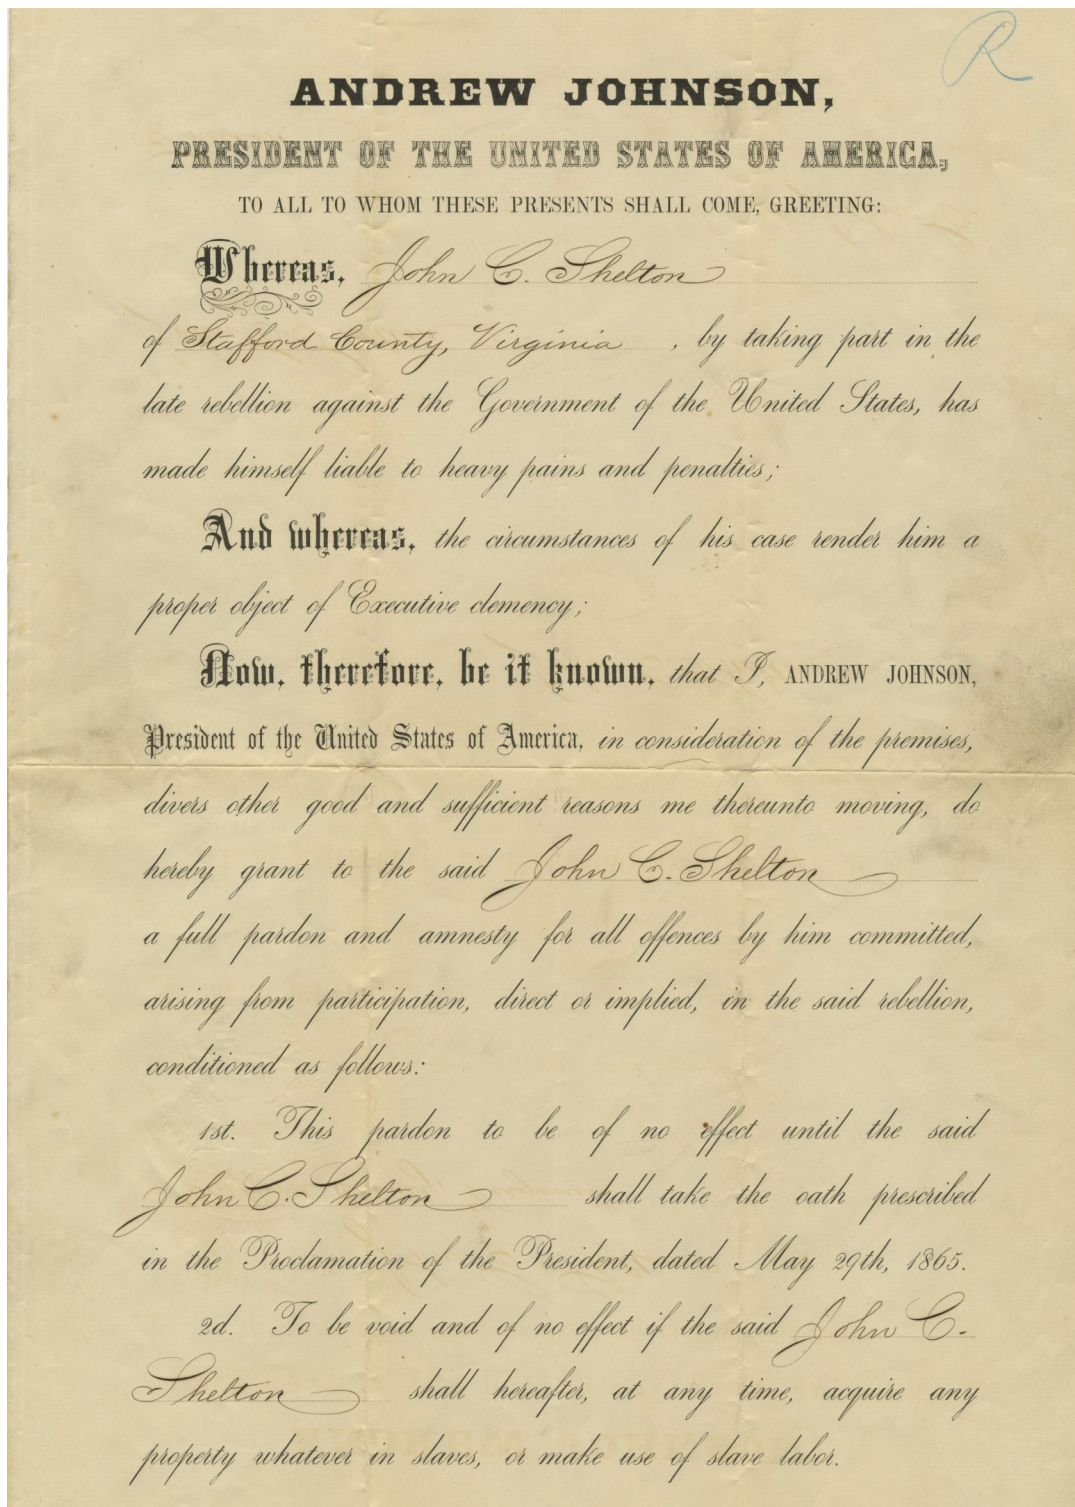 R
ANDREW JOHNSON,
PRESIDENT OF THE UNITED STATES OF AMERICA,
TO ALL TO WHOM THESE PRESENTS SHALL COME, GREETING:
Whereas, John C. Shelton
of Stafford County, Virginia , by taking part in the
late rebellion against the Government of the United States, has
made himself liable to heavy pains and penalties;
And whereas, the circumstances of his case render him a
proper object of Executive clemency;
Now, therefore, be it known, that I, ANDREW JOHNSON,
President of the United States of America, in consideration of the premises,
divers other good and sufficient reasons me thereunto moving, do
hereby grant to the said John C. Shelton
a full pardon and amnesty for all offences by him committed,
arising from participation, direct or implied, in the said rebellion,
conditioned as follows:
1st. This pardon to be of no effect until the said
John C. Shelton shall take the oath prescribed
in the Proclamation of the President, dated May 29th, 1865.
2d. To be void and of no effect if the said John C.
Shelton shall hereafter, at any time, acquire any
property whatever in slaves, or make use of slave labor.